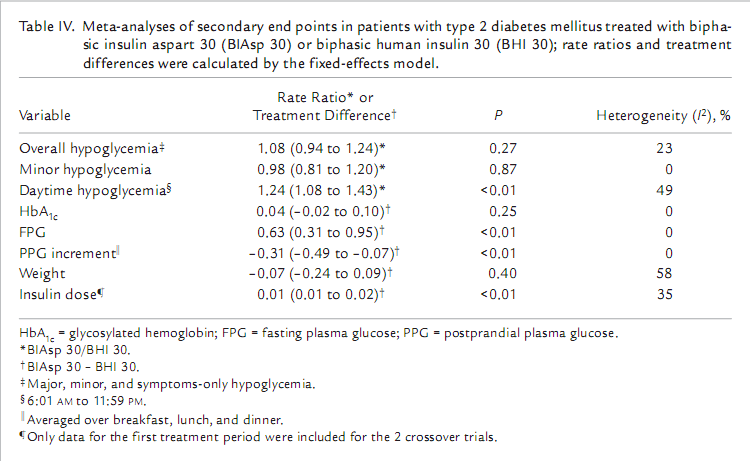 Table IV. Meta-analyses of secondary end points in patients with type 2 diabetes mellitus treated with bipha-
sic insulin aspart 30 (BIAsp 30) or biphasic human insulin 30 (BHI 30); rate ratios and treatment
differences were calculated by the fixed-effects model.
Rate Ratio* or
Variable Treatment Difference† P Heterogeneity (I²), %
Overall hypoglycemia‡ 1.08 (0.94 to 1.24)* 0.27 23
Minor hypoglycemia 0.98 (0.81 to 1.20)* 0.87 0
Daytime hypoglycemia§ 1.24 (1.08 to 1.43)* <0.01 49
HbA1c 0.04 (−0.02 to 0.10)† 0.25 0
FPG 0.63 (0.31 to 0.95)† <0.01 0
PPG increment∥ −0.31 (−0.49 to −0.07)† <0.01 0
Weight −0.07 (−0.24 to 0.09)† 0.40 58
Insulin dose¶ 0.01 (0.01 to 0.02)† <0.01 35
HbA1c = glycosylated hemoglobin; FPG = fasting plasma glucose; PPG = postprandial plasma glucose.
*BIAsp 30/BHI 30.
†BIAsp 30 − BHI 30.
‡Major, minor, and symptoms-only hypoglycemia.
§6:01 AM to 11:59 PM.
∥Averaged over breakfast, lunch, and dinner.
¶Only data for the first treatment period were included for the 2 crossover trials.